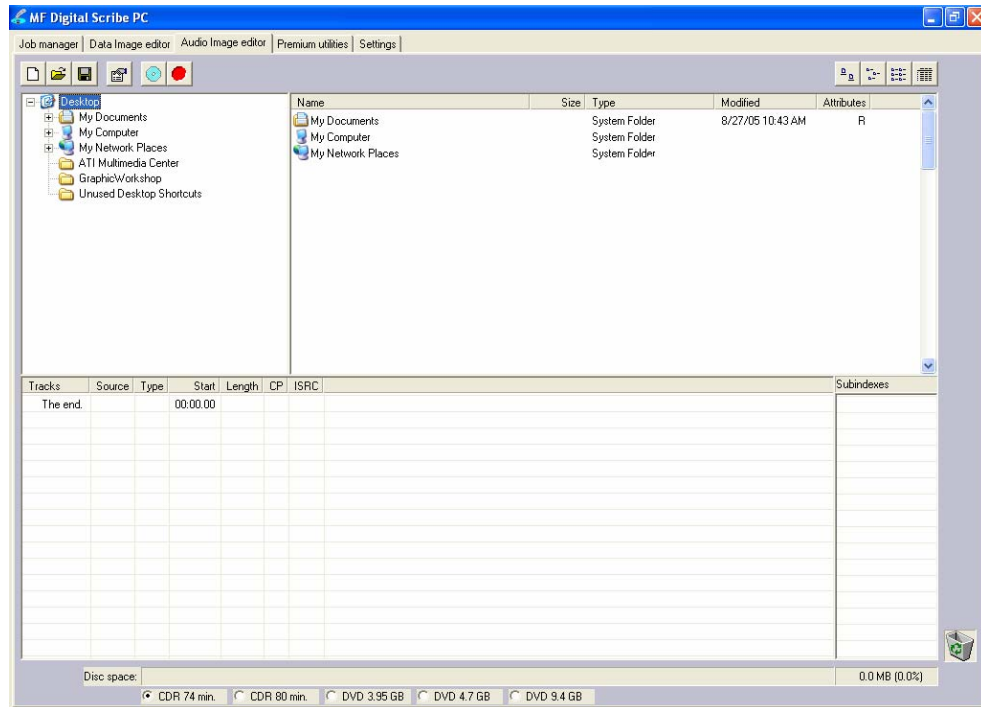 MF Digital Scribe PC
Job manager Data Image editor Audio Image editor Premium utilities Settings
Desktop
My Documents
My Computer
My Network Places
ATI Multimedia Center
GraphicWorkshop
Unused Desktop Shortcuts
Name Size Type Modified Attributes
My Documents System Folder 8/27/05 10:43 AM R
My Computer System Folder
My Network Places System Folder
Tracks Source Type Start Length CP ISRC Subindexes
The end. 00:00.00
Disc space: 0.0 MB (0.0%)
CDR 74 min. CDR 80 min. DVD 3.95 GB DVD 4.7 GB DVD 9.4 GB